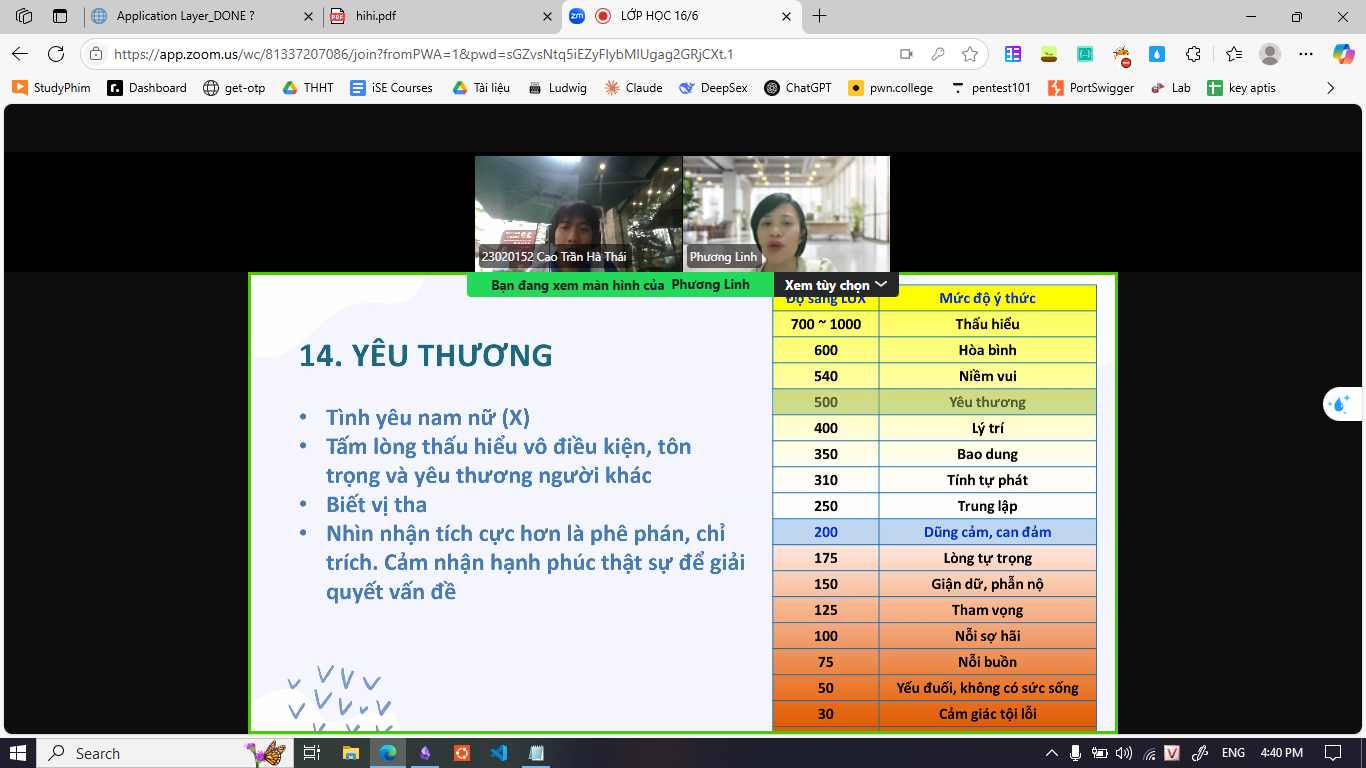 Application Layer_DONE ?
hihi.pdf
LỚP HỌC 16/6
https://app.zoom.us/wc/81337207086/join?fromPWA=1&pwd=sGZvsNtq5iEZyFlybMIUgag2GRjCXt.1
StudyPhim
Dashboard
get-otp
THHT
iSE Courses
Tài liệu
Ludwig
Claude
DeepSex
ChatGPT
pwn.college
pentest101
PortSwigger
Lab
key aptis
23020152 Cao Trần Hà Thái
Phương Linh
Bạn đang xem màn hình của Phương Linh
Xem tùy chọn
14. YÊU THƯƠNG
• Tình yêu nam nữ (X)
• Tấm lòng thấu hiểu vô điều kiện, tôn
trọng và yêu thương người khác
• Biết vị tha
• Nhìn nhận tích cực hơn là phê phán, chỉ
trích. Cảm nhận hạnh phúc thật sự để giải
quyết vấn đề
Độ sáng LUX Mức độ ý thức
700 ~ 1000 Thấu hiểu
600 Hòa bình
540 Niềm vui
500 Yêu thương
400 Lý trí
350 Bao dung
310 Tính tự phát
250 Trung lập
200 Dũng cảm, can đảm
175 Lòng tự trọng
150 Giận dữ, phẫn nộ
125 Tham vọng
100 Nỗi sợ hãi
75 Nỗi buồn
50 Yếu đuối, không có sức sống
30 Cảm giác tội lỗi
Search
ENG
4:40 PM